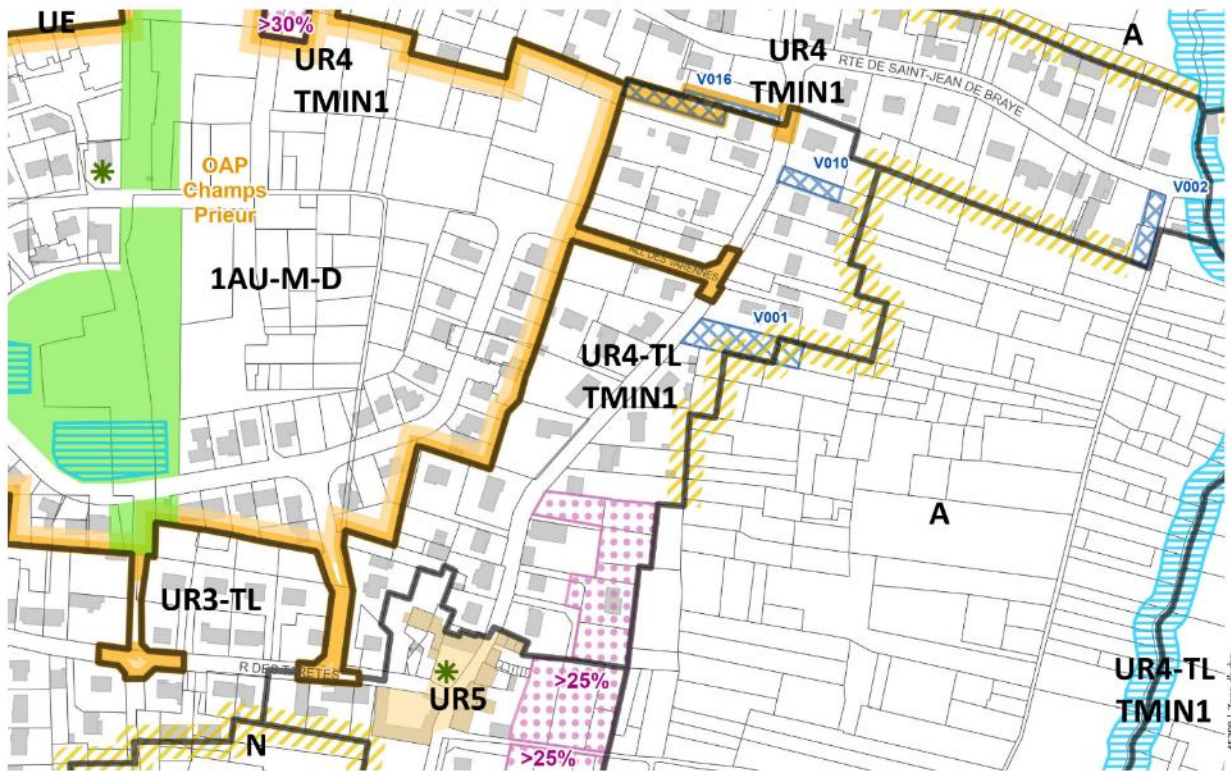 UE
>30%
UR4
TMIN1
V016
UR4
TMIN1
RTE DE SAINT-JEAN DE BRAYE
A
OAP
Champs
Prieur
V010
V002
1AU-M-D
ALL DES VARENNES
V001
UR4-TL
TMIN1
A
UR3-TL
R DES TARETES
UR5
>25%
UR4-TL
TMIN1
N
>25%